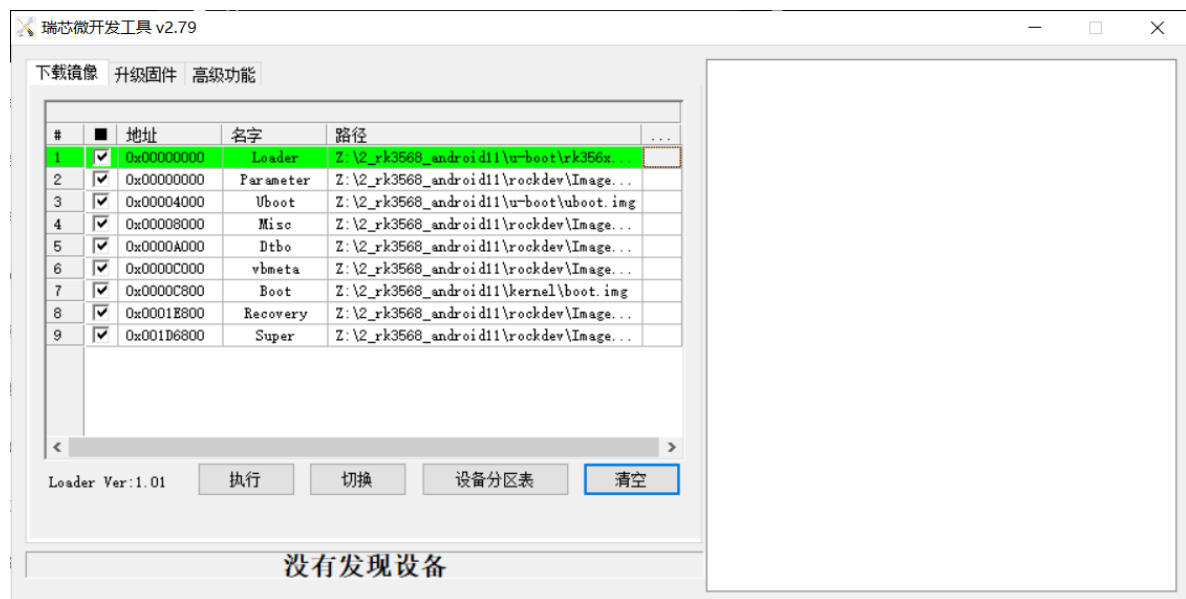 瑞芯微开发工具 v2.79
下载镜像 升级固件 高级功能
# 地址 名字 路径 ...
1 0x00000000 Loader Z:\2_rk3568_android11\u-boot\rk356x...
2 0x00000000 Parameter Z:\2_rk3568_android11\rockdev\Image...
3 0x00004000 Uboot Z:\2_rk3568_android11\u-boot\uboot.img
4 0x00008000 Misc Z:\2_rk3568_android11\rockdev\Image...
5 0x0000A000 Dtbo Z:\2_rk3568_android11\rockdev\Image...
6 0x0000C000 vbmeta Z:\2_rk3568_android11\rockdev\Image...
7 0x0000C800 Boot Z:\2_rk3568_android11\kernel\boot.img
8 0x0001E800 Recovery Z:\2_rk3568_android11\rockdev\Image...
9 0x001D6800 Super Z:\2_rk3568_android11\rockdev\Image...
Loader Ver:1.01 执行 切换 设备分区表 清空
没有发现设备